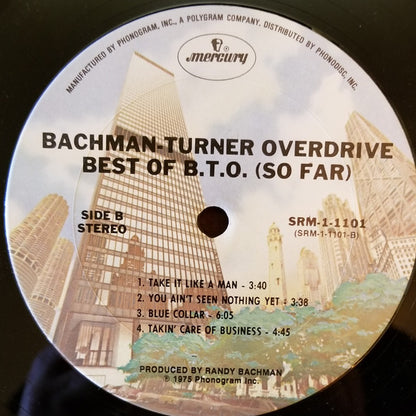 MANUFACTURED BY PHONOGRAM, INC., A POLYGRAM COMPANY, DISTRIBUTED BY PHONODISC, INC.
mercury
BACHMAN-TURNER OVERDRIVE
BEST OF B.T.O. (SO FAR)
SIDE B
STEREO
SRM-1-1101
(SRM-1-1101-B)
1. TAKE IT LIKE A MAN - 3:40
2. YOU AIN'T SEEN NOTHING YET - 3:38
3. BLUE COLLAR - 6:05
4. TAKIN' CARE OF BUSINESS - 4:45
PRODUCED BY RANDY BACHMAN
℗ 1975 Phonogram Inc.